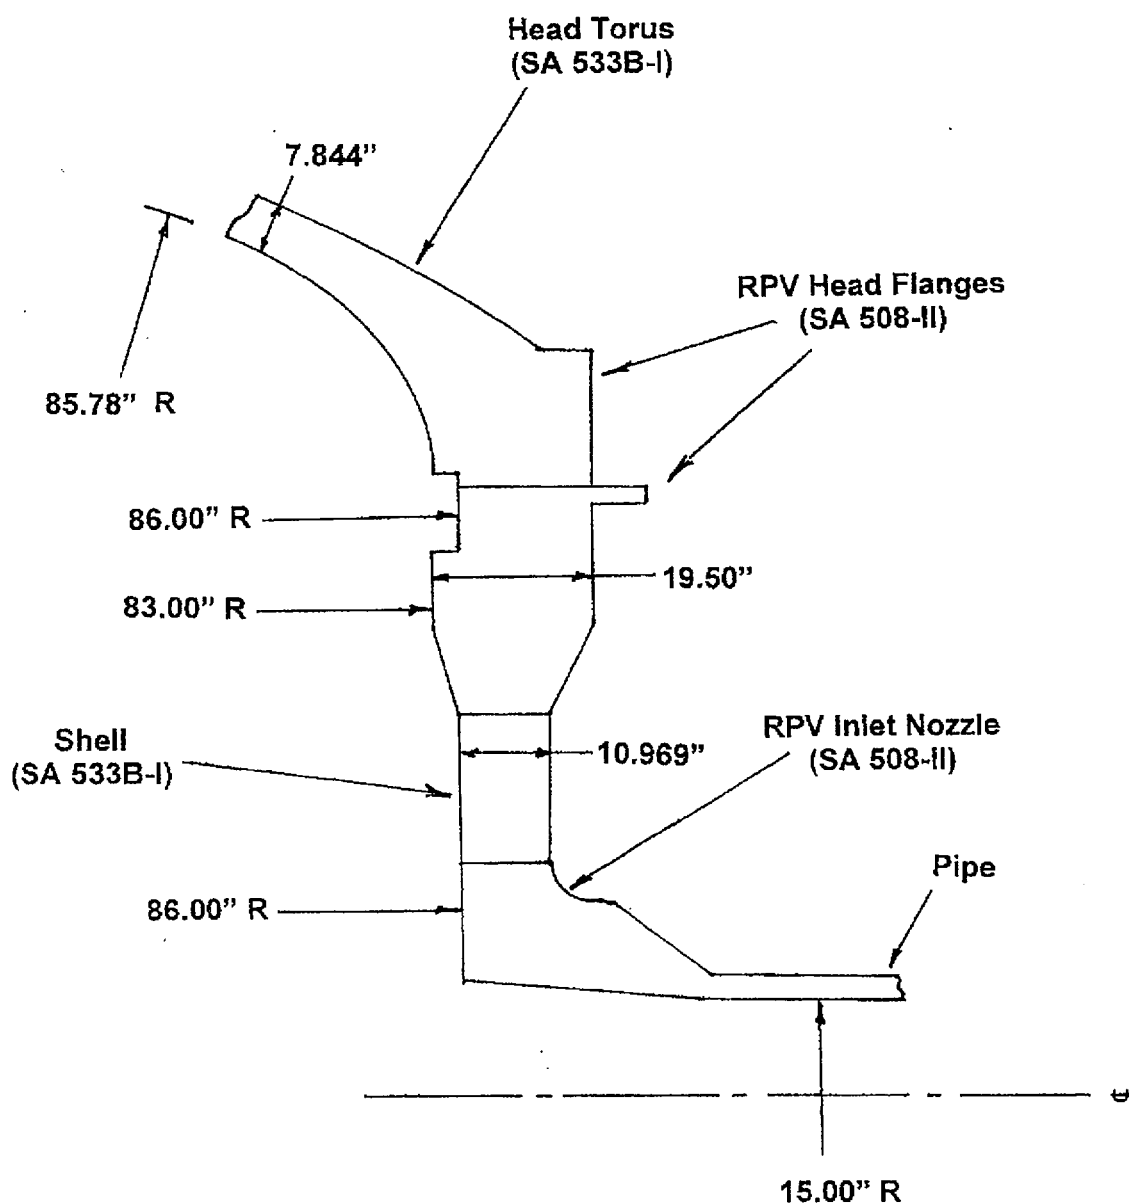 Head Torus
(SA 533B-I)
7.844”
RPV Head Flanges
(SA 508-II)
85.78” R
86.00” R
19.50”
83.00” R
Shell
(SA 533B-I)
10.969”
RPV Inlet Nozzle
(SA 508-II)
Pipe
86.00” R
15.00” R